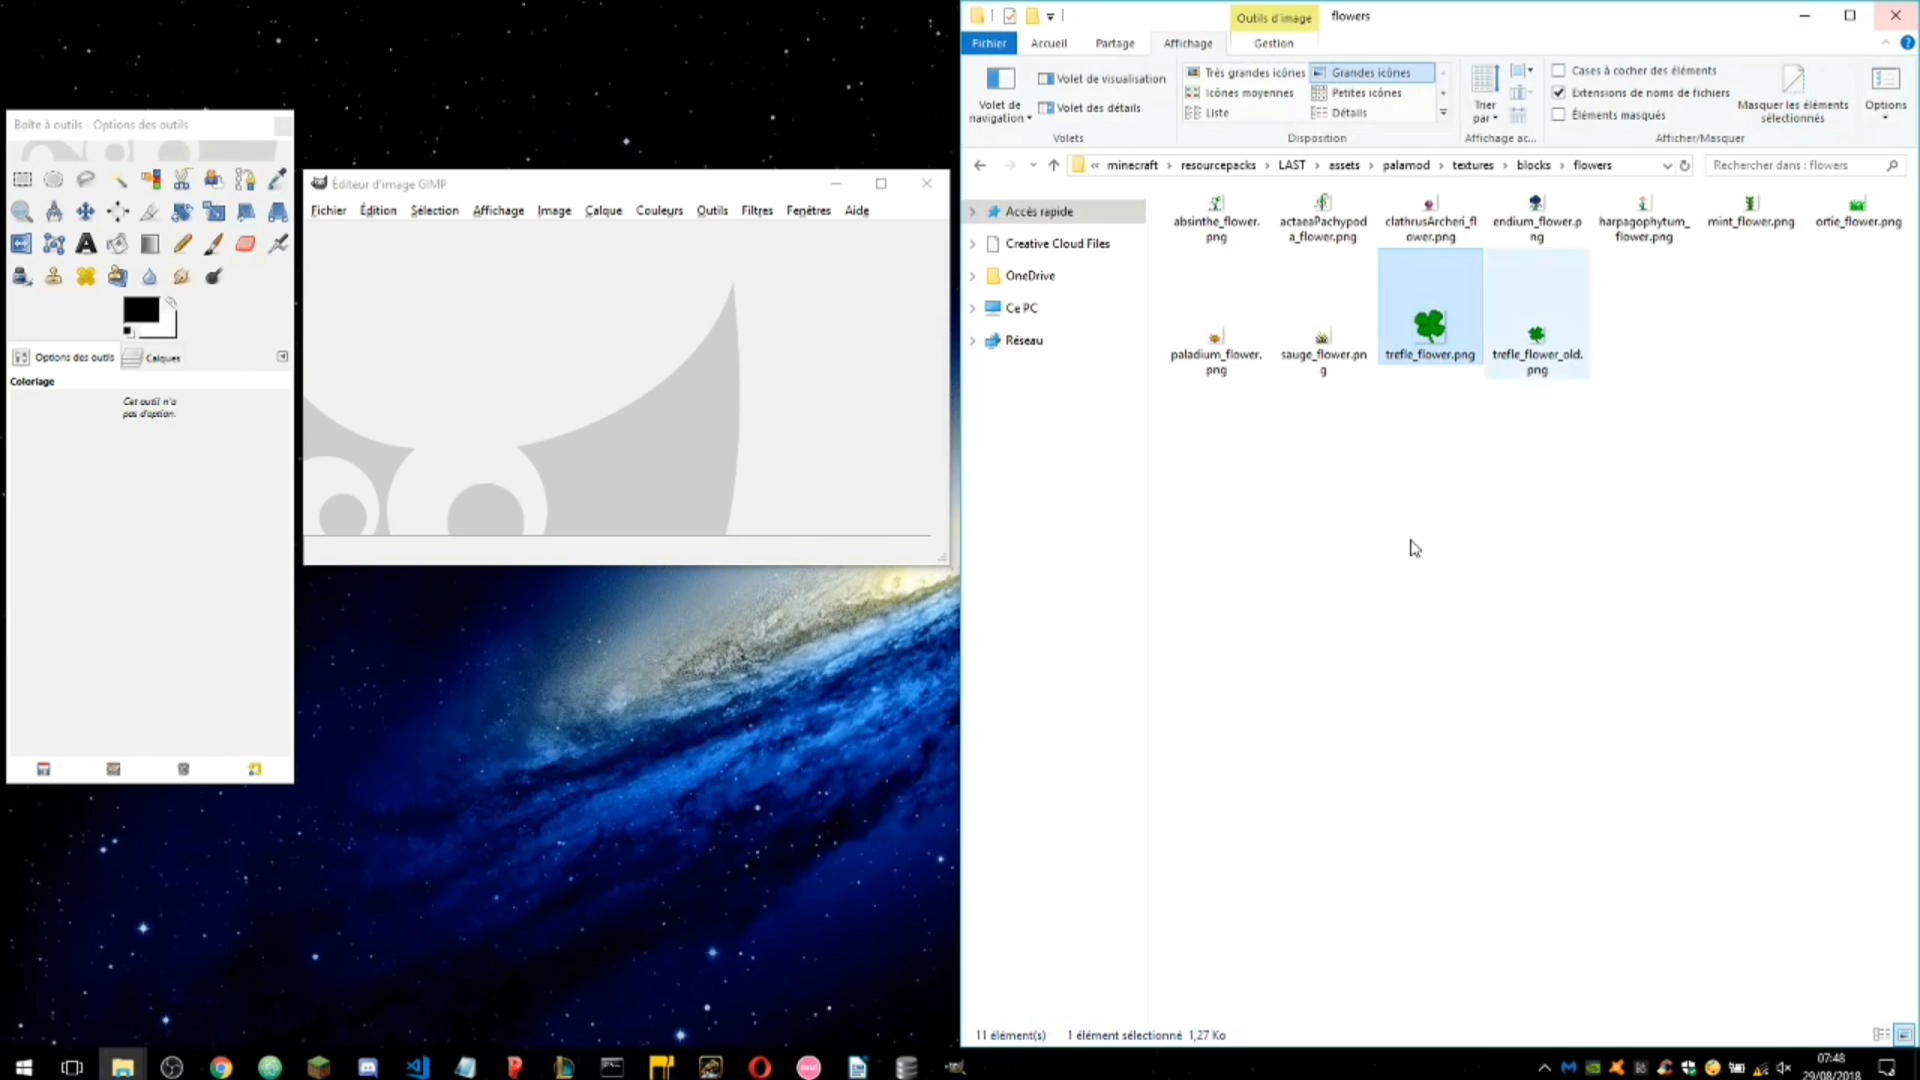 Boîte à outils - Options des outils
Options des outils
Calques
Coloriage
Cet outil n'a
pas d'option.
Éditeur d'image GIMP
Fichier Édition Sélection Affichage Image Calque Couleurs Outils Filtres Fenêtres Aide
Outils d'image flowers
Fichier Accueil Partage Affichage Gestion
Volet de navigation
Volet de visualisation
Volet des détails
Volets
Très grandes icônes Grandes icônes
Icônes moyennes Petites icônes
Liste Détails
Disposition
Trier par
Affichage ac...
Cases à cocher des éléments
Extensions de noms de fichiers
Éléments masqués
Masquer les éléments sélectionnés
Afficher/Masquer
Options
« minecraft › resourcepacks › LAST › assets › palamod › textures › blocks › flowers
Rechercher dans : flowers
Accès rapide
Creative Cloud Files
OneDrive
Ce PC
Réseau
absinthe_flower.png
actaeaPachypoda_flower.png
clathrusArcheri_flower.png
endium_flower.png
harpagophytum_flower.png
mint_flower.png
ortie_flower.png
paladium_flower.png
sauge_flower.png
trefle_flower.png
trefle_flower_old.png
11 élément(s) 1 élément sélectionné 1,27 Ko
07:48
29/08/2018